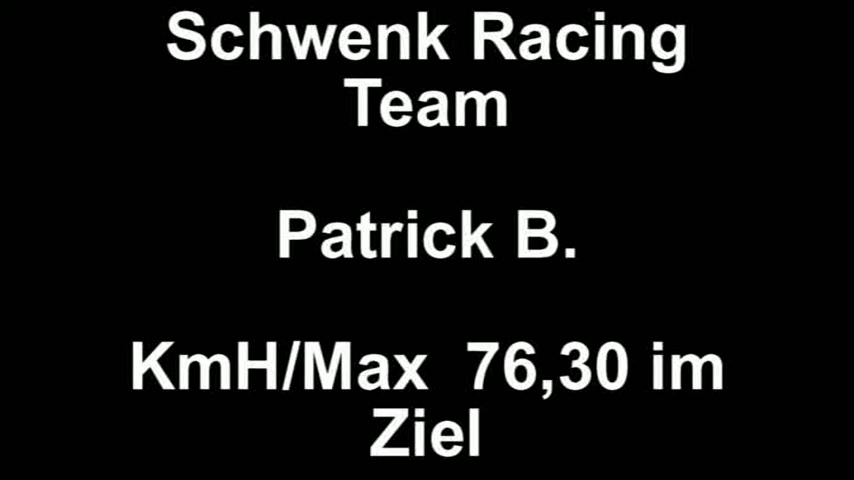 Schwenk Racing
Team
Patrick B.
KmH/Max 76,30 im
Ziel